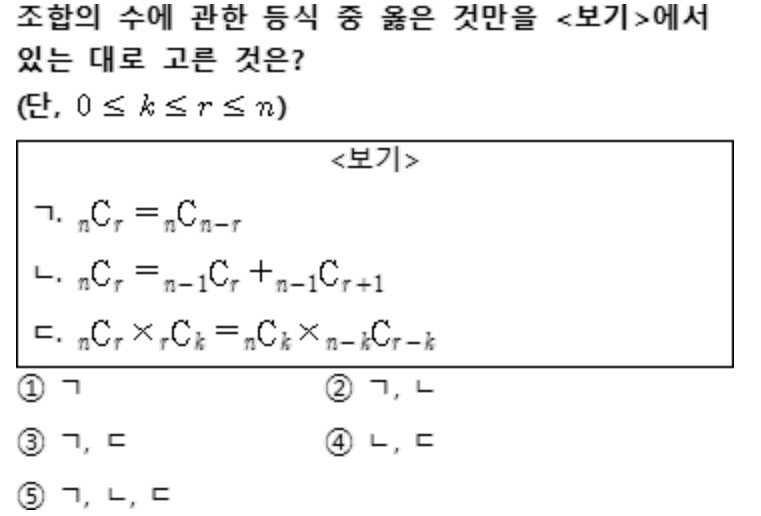 조합의 수에 관한 등식 중 옳은 것만을 <보기>에서
있는 대로 고른 것은?
(단, 0 ≤ k ≤ r ≤ n)
<보기>
ㄱ. ₙCᵣ = ₙCₙ₋ᵣ
ㄴ. ₙCᵣ = ₙ₋₁Cᵣ + ₙ₋₁Cᵣ₊₁
ㄷ. ₙCᵣ × ᵣCₖ = ₙCₖ × ₙ₋ₖCᵣ₋ₖ
① ㄱ ② ㄱ, ㄴ
③ ㄱ, ㄷ ④ ㄴ, ㄷ
⑤ ㄱ, ㄴ, ㄷ